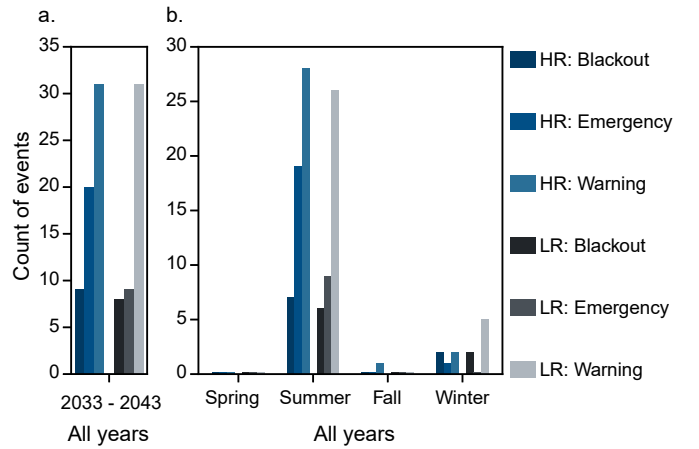 a.
b.
35
30
25
20
15
10
5
0
Count of events
2033 - 2043
All years
30
25
20
15
10
5
0
Spring Summer Fall Winter
All years
HR: Blackout
HR: Emergency
HR: Warning
LR: Blackout
LR: Emergency
LR: Warning